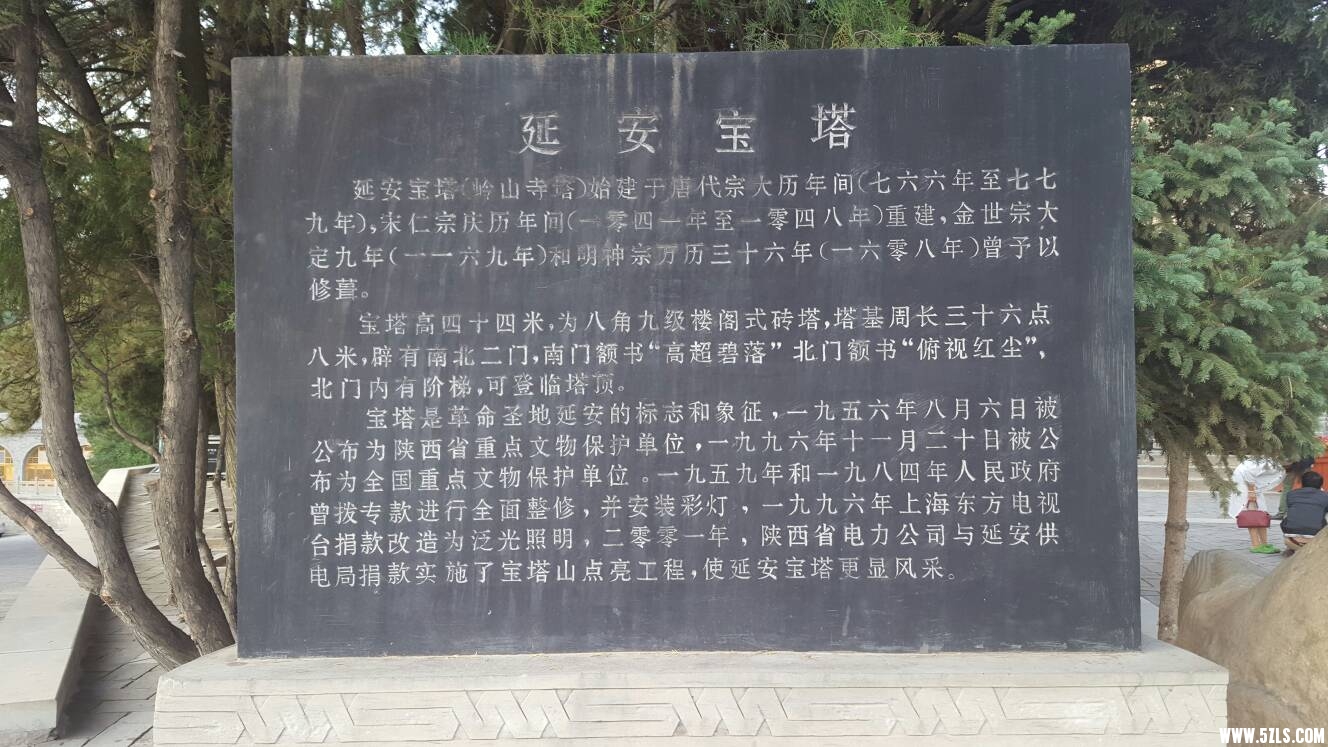 延安宝塔
延安宝塔(岭山寺塔)始建于唐代宗大历年间(七六六年至七七
九年),宋仁宗庆历年间(一零四一年至一零四八年)重建,金世宗大
定九年(一一六九年)和明神宗万历三十六年(一六零八年)曾予以
修葺。
宝塔高四十四米,为八角九级楼阁式砖塔,塔基周长三十六点
八米,辟有南北二门,南门额书“高超碧落”北门额书“俯视红尘”,
北门内有阶梯,可登临塔顶。
宝塔是革命圣地延安的标志和象征,一九五六年八月六日被
公布为陕西省重点文物保护单位,一九九六年十一月二十日被公
布为全国重点文物保护单位。一九五九年和一九八四年人民政府
曾拨专款进行全面整修,并安装彩灯,一九九六年上海东方电视
台捐款改造为泛光照明,二零零一年,陕西省电力公司与延安供
电局捐款实施了宝塔山点亮工程,使延安宝塔更显风采。
WWW.5ZLS.COM